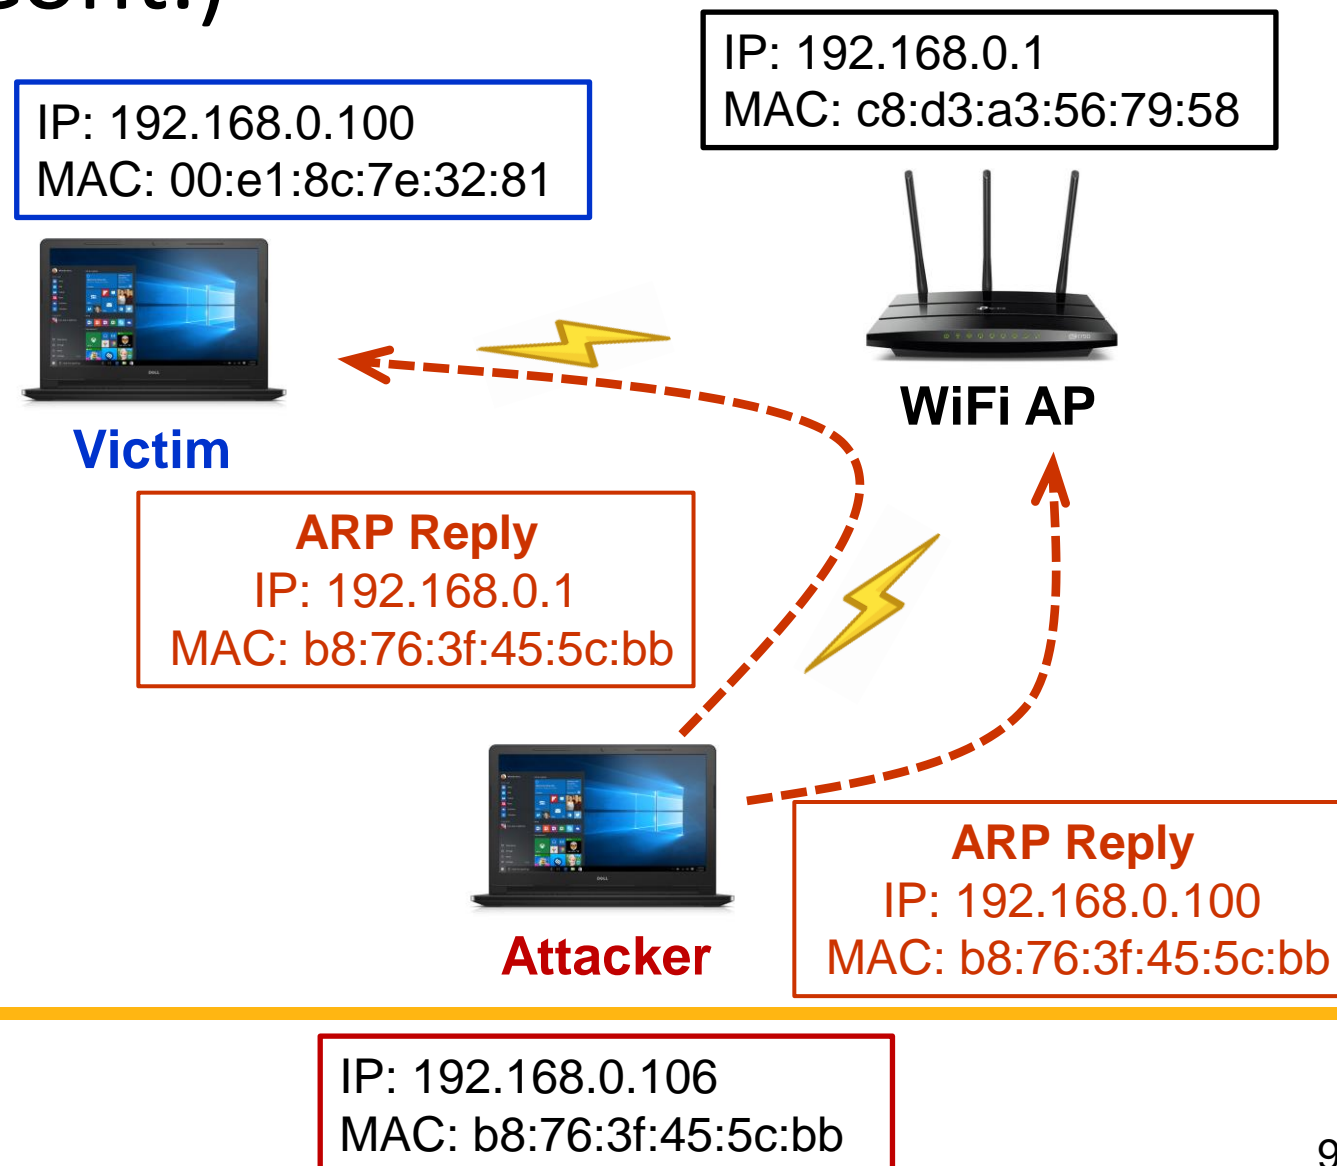 IP: 192.168.0.1
MAC: c8:d3:a3:56:79:58
IP: 192.168.0.100
MAC: 00:e1:8c:7e:32:81
WiFi AP
Victim
ARP Reply
IP: 192.168.0.1
MAC: b8:76:3f:45:5c:bb
Attacker
ARP Reply
IP: 192.168.0.100
MAC: b8:76:3f:45:5c:bb
IP: 192.168.0.106
MAC: b8:76:3f:45:5c:bb
9